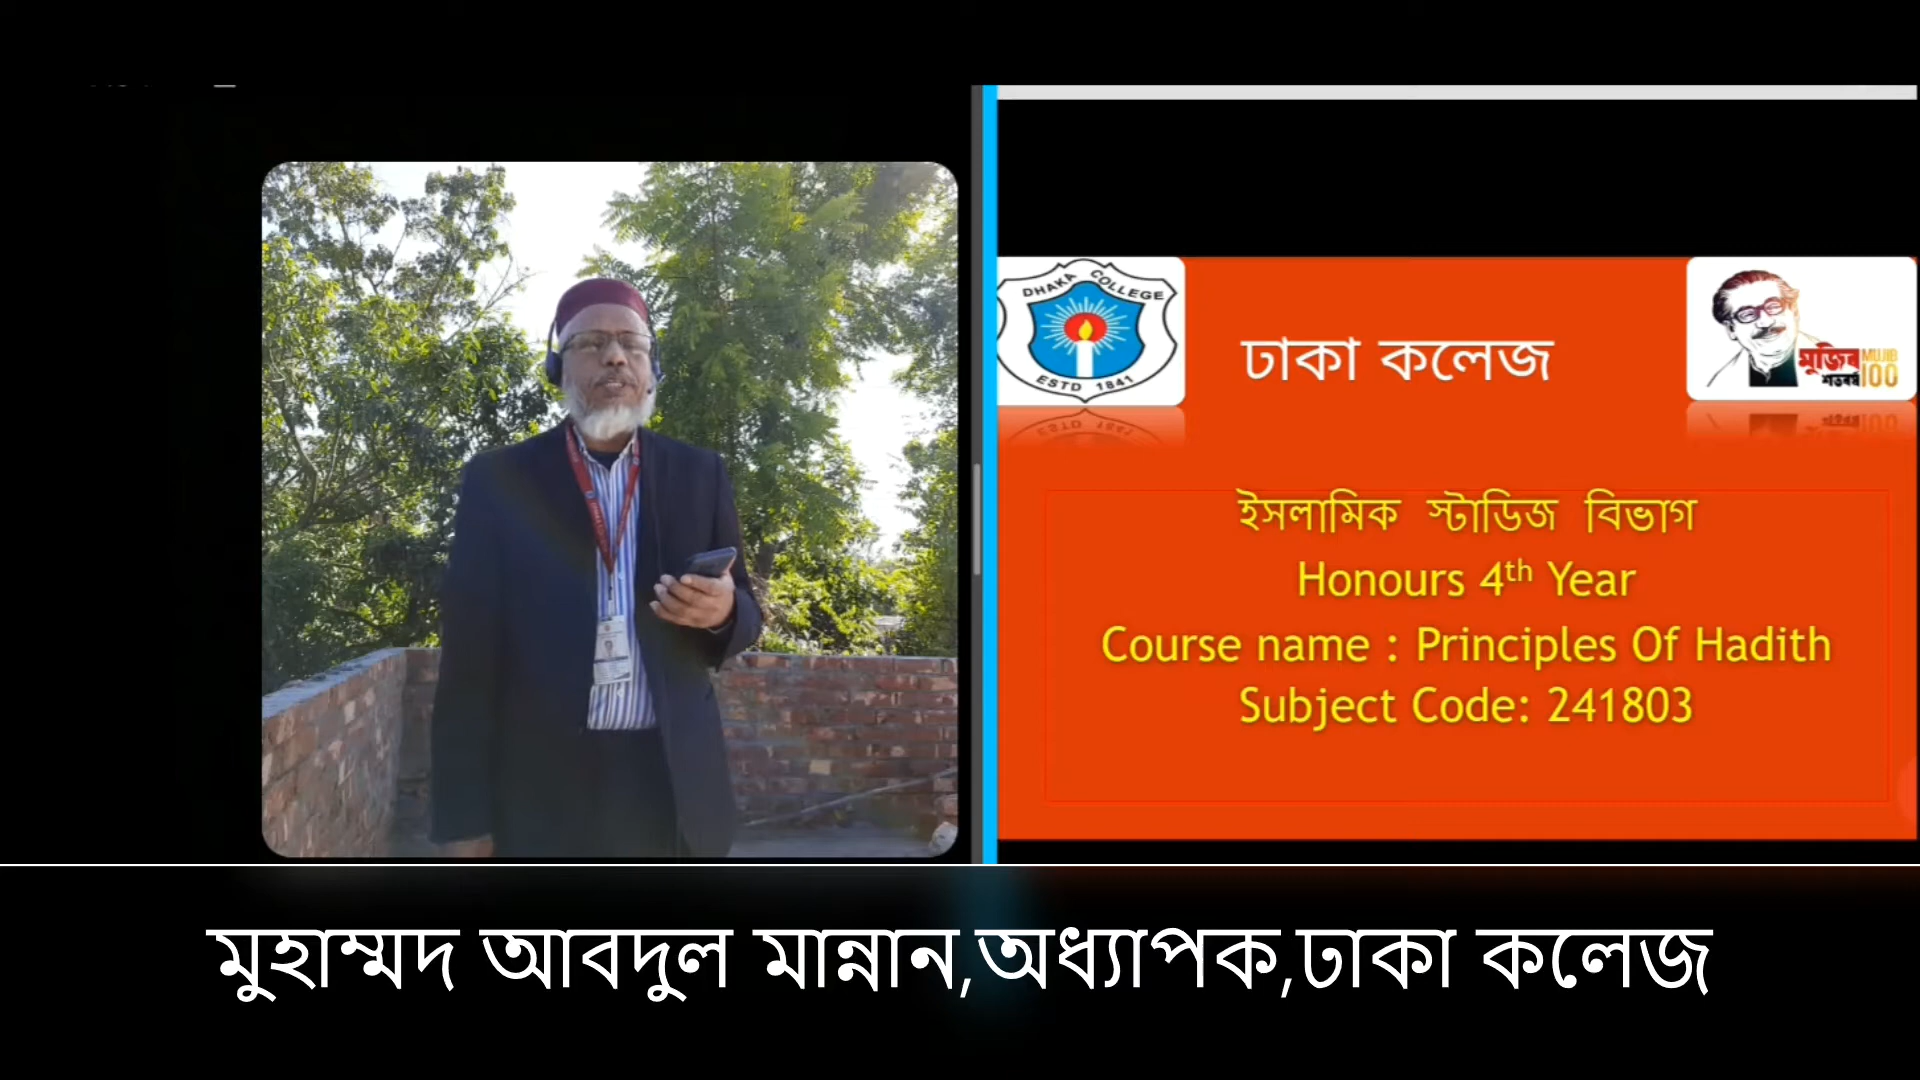 DHAKA COLLEGE
ESTD 1841
ঢাকা কলেজ
মুজিব
শতবর্ষ
MUJIB
100
ইসলামিক স্টাডিজ বিভাগ
Honours 4th Year
Course name : Principles Of Hadith
Subject Code: 241803
মুহাম্মদ আবদুল মান্নান,অধ্যাপক,ঢাকা কলেজ